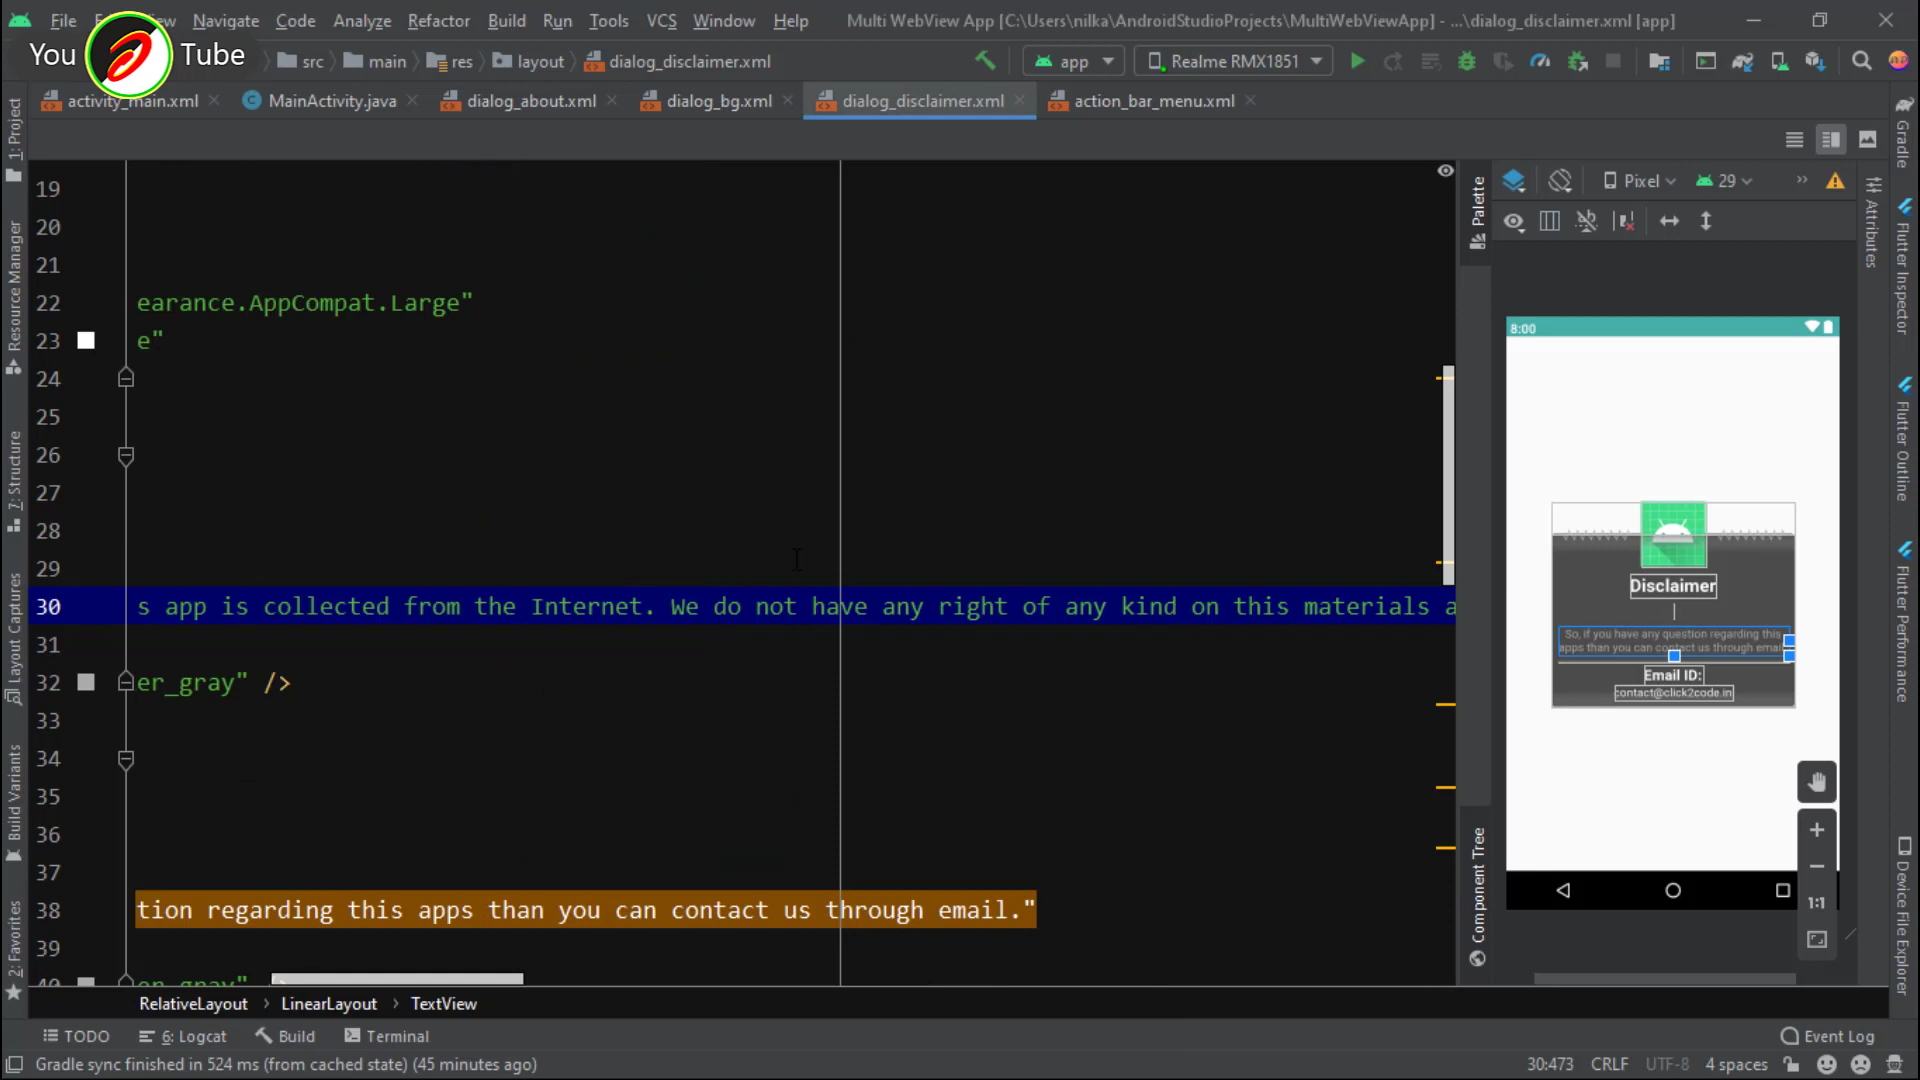 File
View
Navigate
Code
Analyze
Refactor
Build
Run
Tools
VCS
Window
Help
Multi WebView App [C:\Users\nilka\AndroidStudioProjects\MultiWebViewApp] - ...\dialog_disclaimer.xml [app]
You
Tube
src
main
res
layout
dialog_disclaimer.xml
app
Realme RMX1851
activity_main.xml
MainActivity.java
dialog_about.xml
dialog_bg.xml
dialog_disclaimer.xml
action_bar_menu.xml
1: Project
Resource Manager
7: Structure
Layout Captures
Build Variants
2: Favorites
19
20
21
22 earance.AppCompat.Large"
23 e"
24
25
26
27
28
29
30 s app is collected from the Internet. We do not have any right of any kind on this materials a
31
32 er_gray" />
33
34
35
36
37
38 tion regarding this apps than you can contact us through email."
39
40 er_gray"
Palette
Component Tree
Pixel
29
8:00
Disclaimer
So, if you have any question regarding this
apps than you can contact us through email.
Email ID:
contact@click2code.in
1:1
Attributes
Gradle
Flutter Inspector
Flutter Outline
Flutter Performance
Device File Explorer
RelativeLayout
LinearLayout
TextView
TODO
6: Logcat
Build
Terminal
Event Log
Gradle sync finished in 524 ms (from cached state) (45 minutes ago)
30:473
CRLF
UTF-8
4 spaces